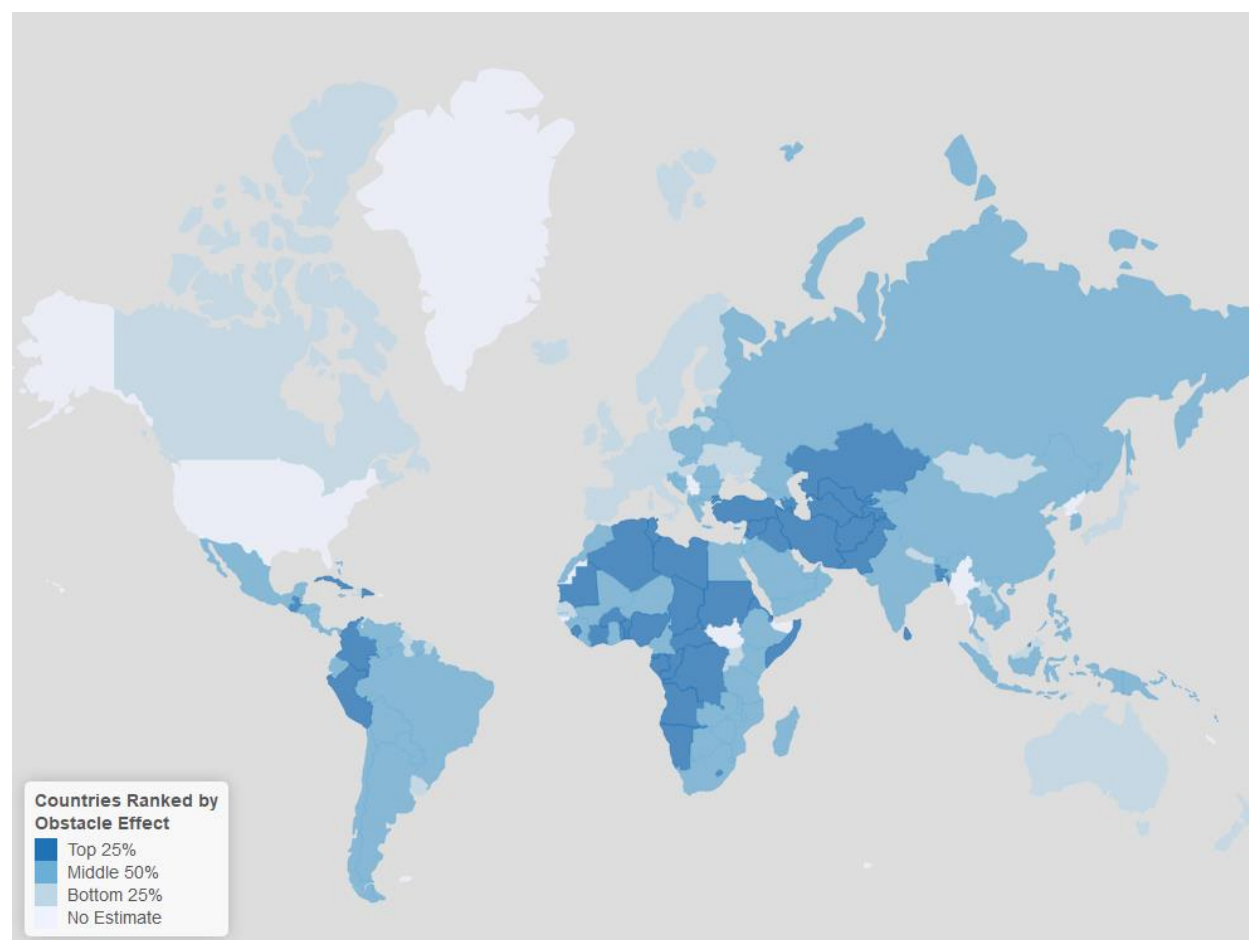 Countries Ranked by
Obstacle Effect
Top 25%
Middle 50%
Bottom 25%
No Estimate